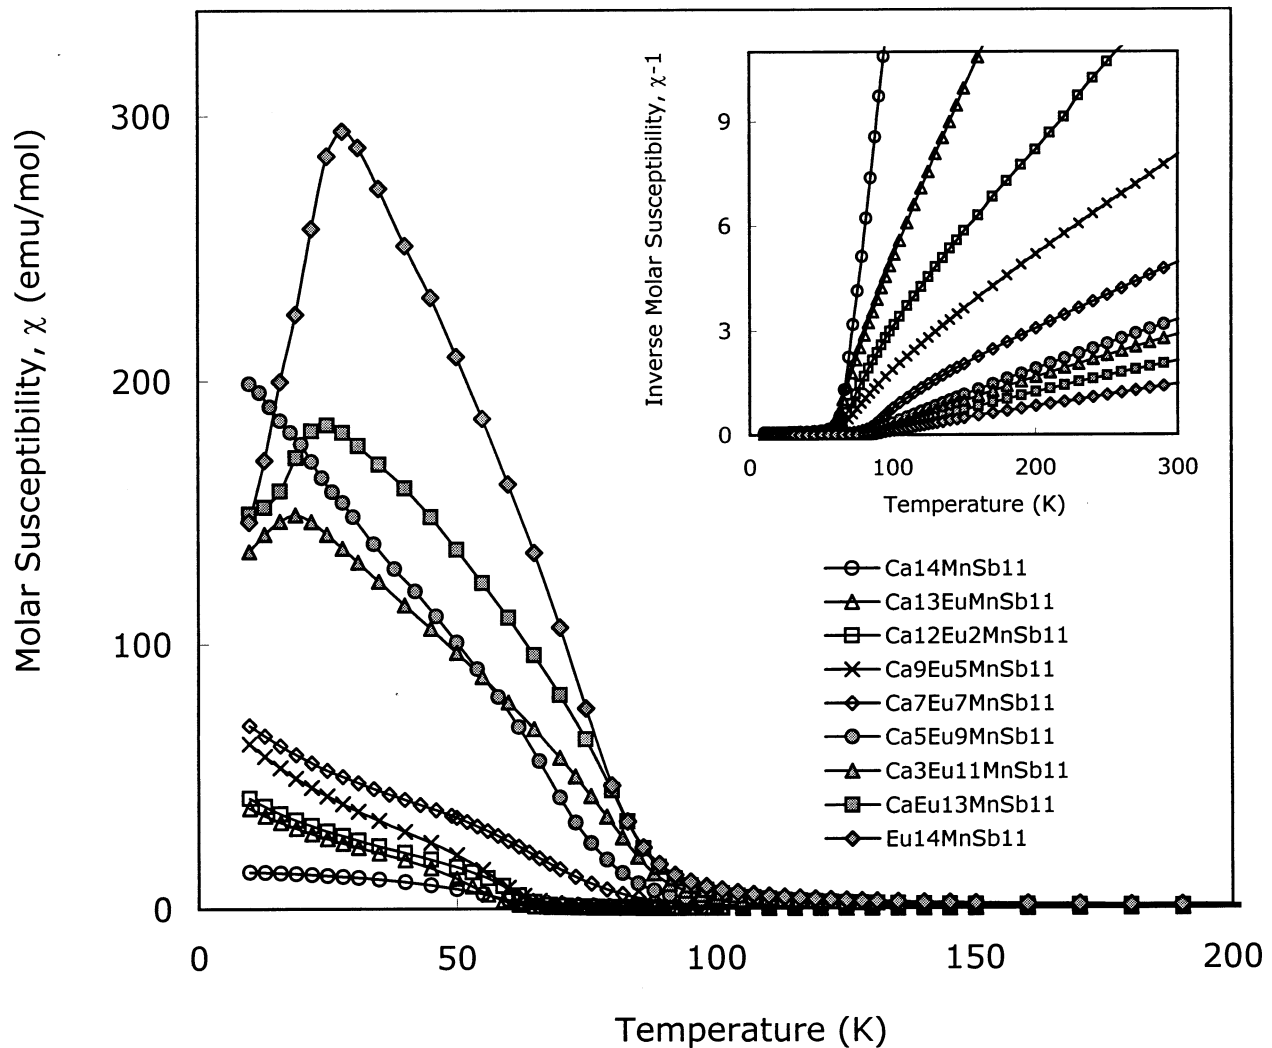 Molar Susceptibility, χ (emu/mol)
300
200
100
0
0 50 100 150 200
Temperature (K)
Inverse Molar Susceptibility, χ-1
9
6
3
0
0 100 200 300
Temperature (K)
Ca14MnSb11
Ca13EuMnSb11
Ca12Eu2MnSb11
Ca9Eu5MnSb11
Ca7Eu7MnSb11
Ca5Eu9MnSb11
Ca3Eu11MnSb11
CaEu13MnSb11
Eu14MnSb11